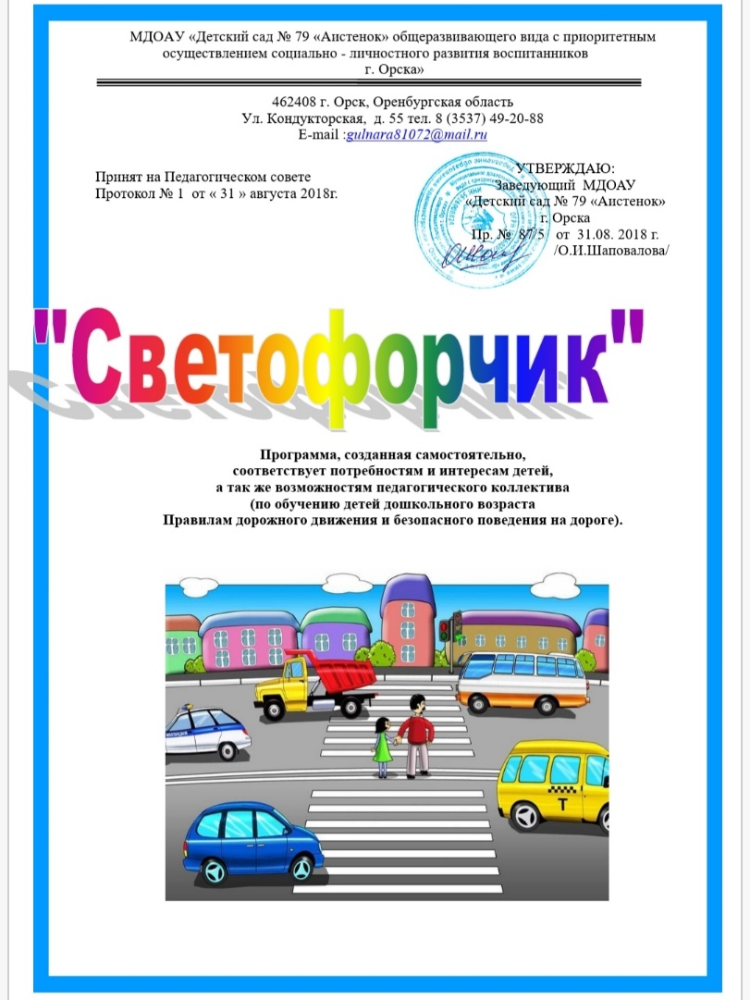 МДОАУ «Детский сад № 79 «Аистенок» общеразвивающего вида с приоритетным
осуществлением социально - личностного развития воспитанников
г. Орска»
462408 г. Орск, Оренбургская область
Ул. Кондукторская, д. 55 тел. 8 (3537) 49-20-88
E-mail :gulnara81072@mail.ru
Принят на Педагогическом совете
Протокол № 1 от « 31 » августа 2018г.
УТВЕРЖДАЮ:
Заведующий МДОАУ
«Детский сад № 79 «Аистенок»
г. Орска
Пр. № 87/5 от 31.08. 2018 г.
/О.И.Шаповалова/
"Светофорчик"
Программа, созданная самостоятельно,
соответствует потребностям и интересам детей,
а так же возможностям педагогического коллектива
(по обучению детей дошкольного возраста
Правилам дорожного движения и безопасного поведения на дороге).
МИЛИЦИЯ
Т